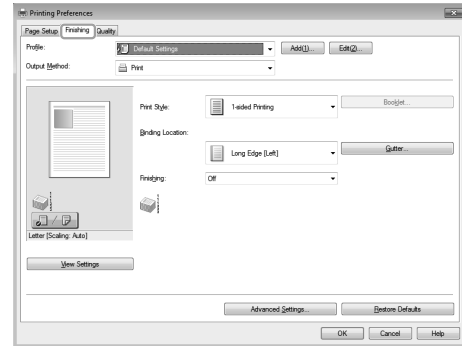 Printing Preferences
Page Setup Finishing Quality
Profile: Default Settings Add(1)... Edit(2)...
Output Method: Print
Print Style: 1-sided Printing Booklet...
Binding Location:
Long Edge [Left] Gutter...
Finishing: Off
Letter [Scaling: Auto]
View Settings
Advanced Settings... Restore Defaults
OK Cancel Help